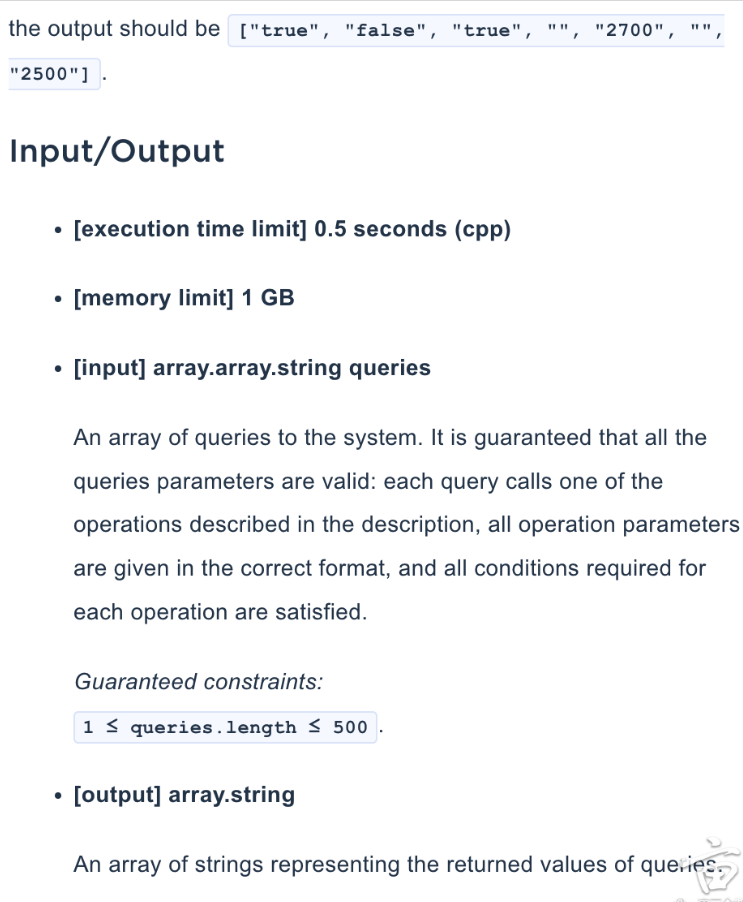 the output should be ["true", "false", "true", "", "2700", "",
"2500"] .
Input/Output
• [execution time limit] 0.5 seconds (cpp)
• [memory limit] 1 GB
• [input] array.array.string queries
An array of queries to the system. It is guaranteed that all the
queries parameters are valid: each query calls one of the
operations described in the description, all operation parameters
are given in the correct format, and all conditions required for
each operation are satisfied.
Guaranteed constraints:
1 ≤ queries.length ≤ 500 .
• [output] array.string
An array of strings representing the returned values of queries.